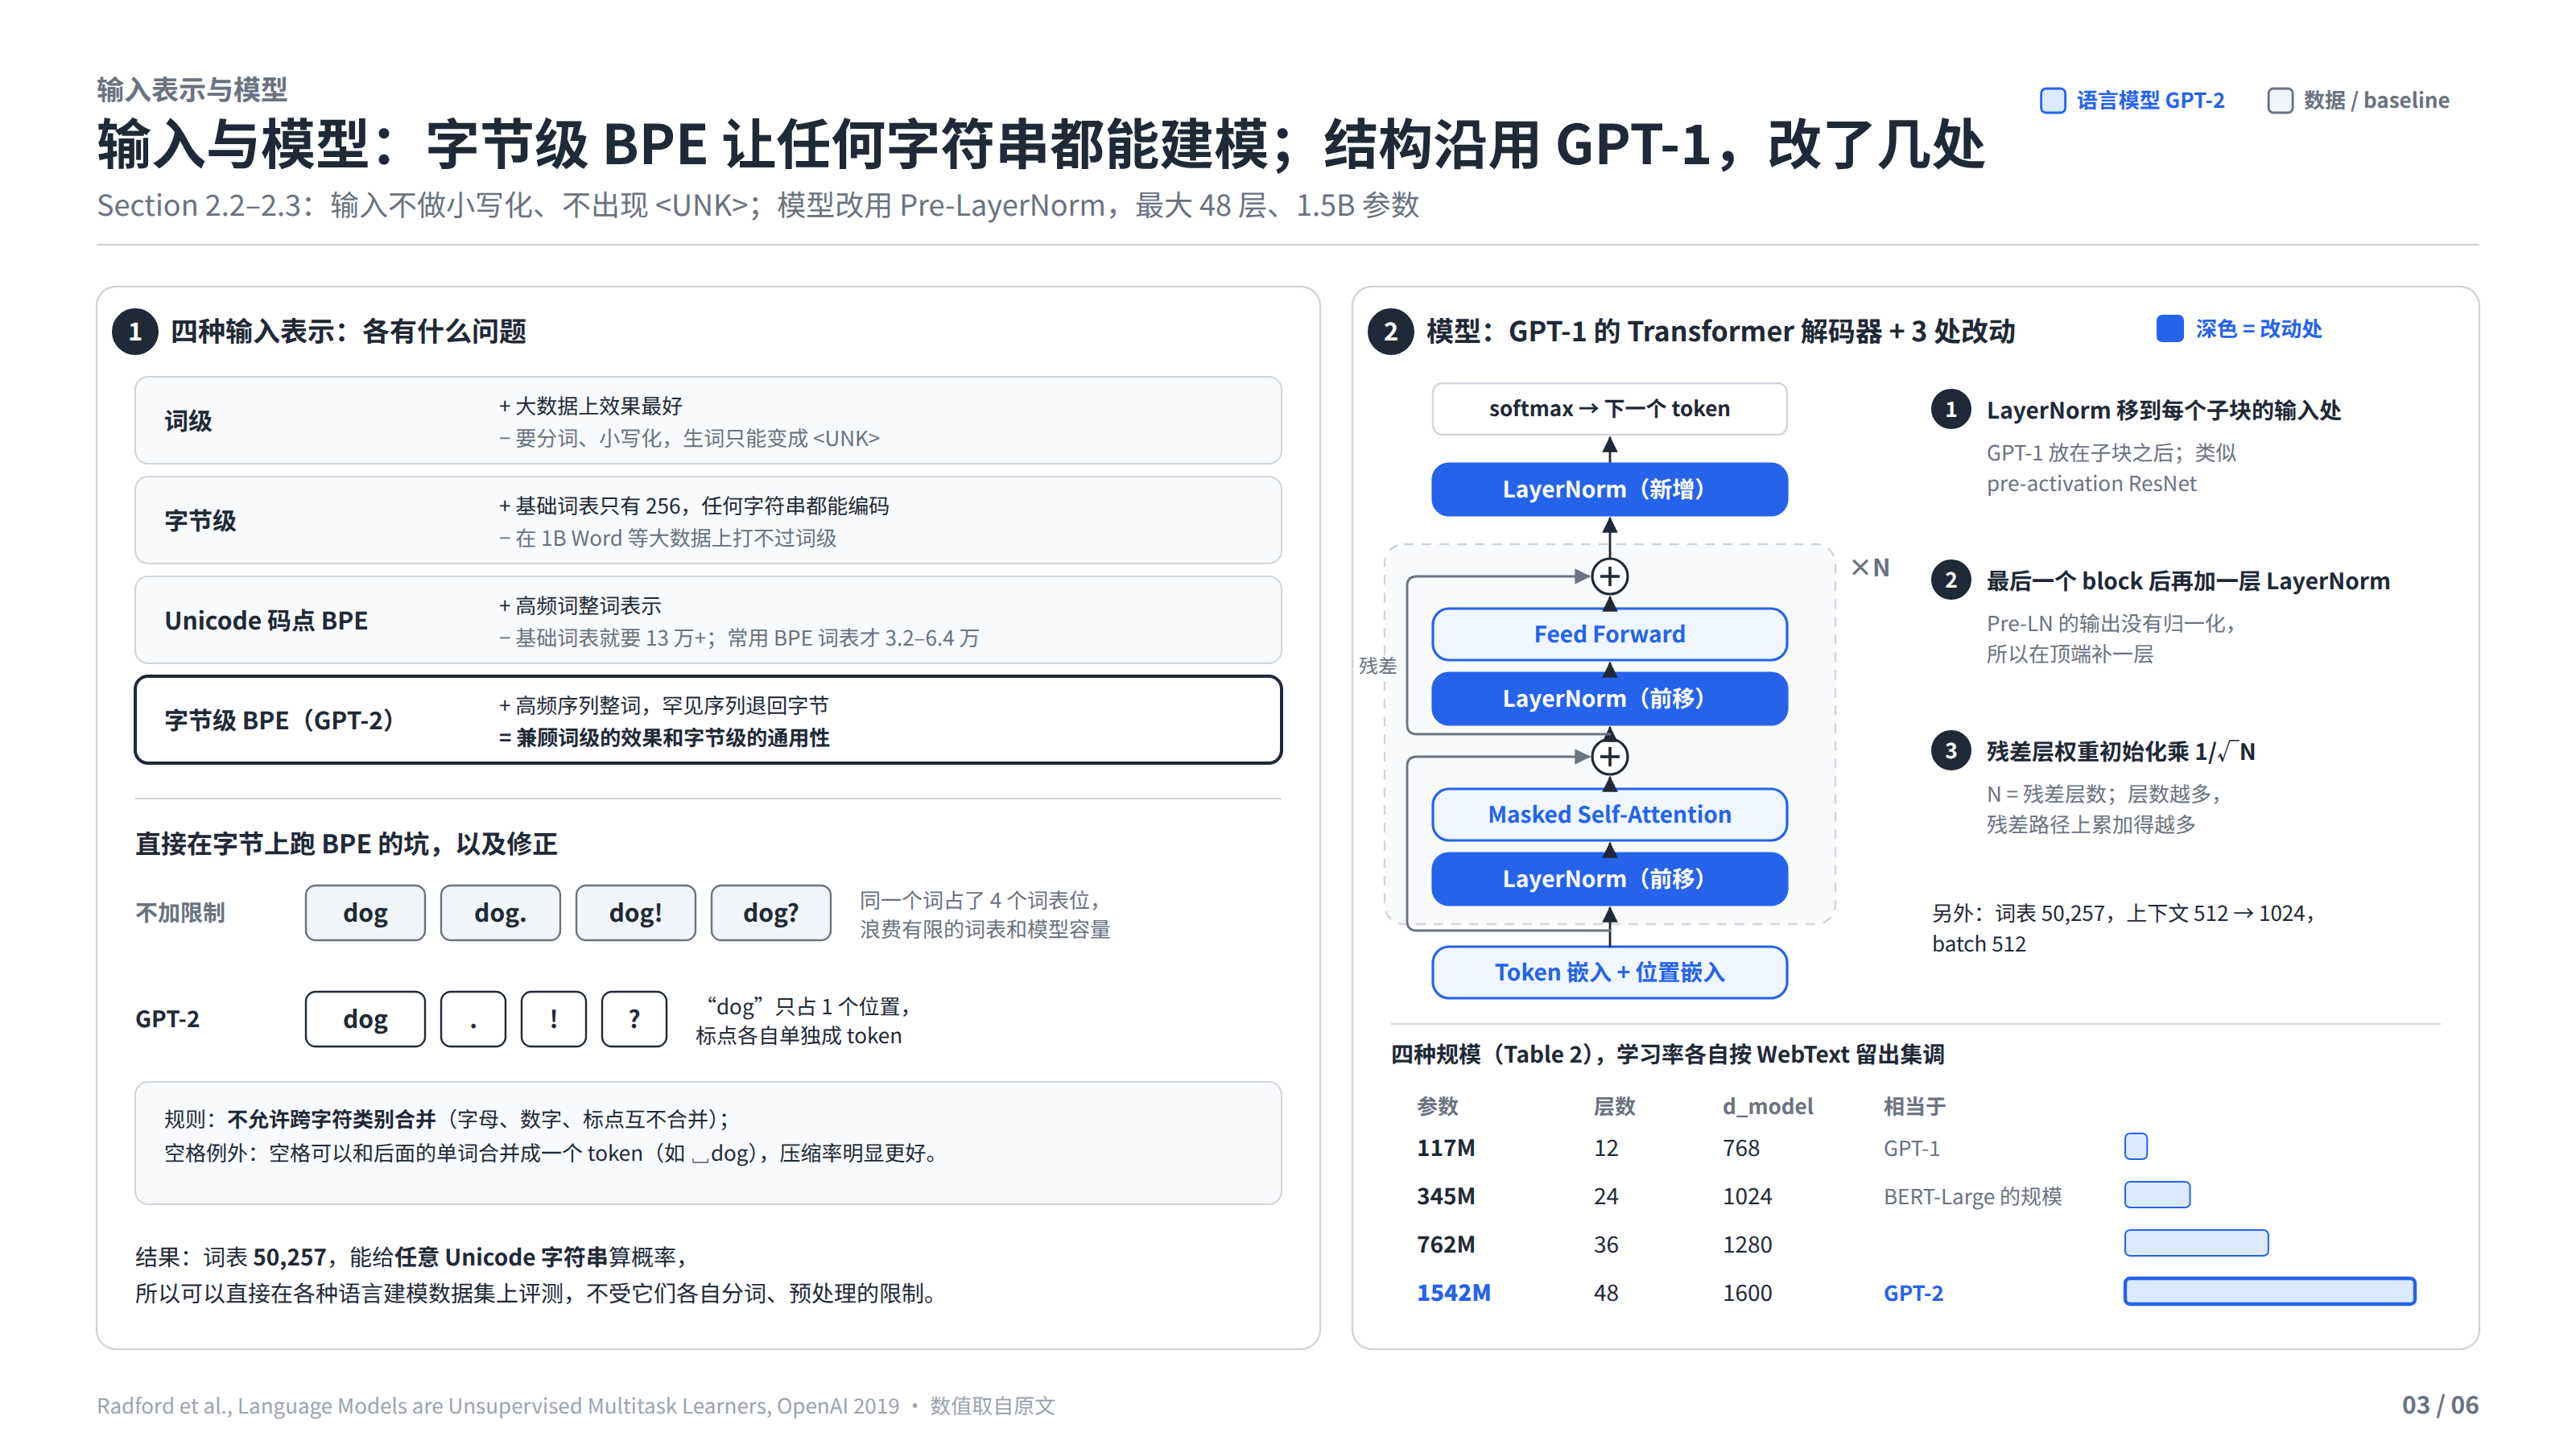 输入表示与模型
输入与模型：字节级 BPE 让任何字符串都能建模；结构沿用 GPT-1，改了几处
Section 2.2–2.3：输入不做小写化、不出现 <UNK>；模型改用 Pre-LayerNorm，最大 48 层、1.5B 参数
语言模型 GPT-2
数据 / baseline
1 四种输入表示：各有什么问题
词级
+ 大数据上效果最好
− 要分词、小写化，生词只能变成 <UNK>
字节级
+ 基础词表只有 256，任何字符串都能编码
− 在 1B Word 等大数据上打不过词级
Unicode 码点 BPE
+ 高频词整词表示
− 基础词表就要 13 万+；常用 BPE 词表才 3.2–6.4 万
字节级 BPE（GPT-2）
+ 高频序列整词，罕见序列退回字节
= 兼顾词级的效果和字节级的通用性
直接在字节上跑 BPE 的坑，以及修正
不加限制
dog
dog.
dog!
dog?
同一个词占了 4 个词表位，
浪费有限的词表和模型容量
GPT-2
dog
.
!
?
“dog”只占 1 个位置，
标点各自单独成 token
规则：不允许跨字符类别合并（字母、数字、标点互不合并）；
空格例外：空格可以和后面的单词合并成一个 token（如 ␣dog），压缩率明显更好。
结果：词表 50,257，能给任意 Unicode 字符串算概率，
所以可以直接在各种语言建模数据集上评测，不受它们各自分词、预处理的限制。
2 模型：GPT-1 的 Transformer 解码器 + 3 处改动
深色 = 改动处
softmax → 下一个 token
LayerNorm（新增）
×N
Feed Forward
残差
LayerNorm（前移）
Masked Self-Attention
LayerNorm（前移）
Token 嵌入 + 位置嵌入
1 LayerNorm 移到每个子块的输入处
GPT-1 放在子块之后；类似
pre-activation ResNet
2 最后一个 block 后再加一层 LayerNorm
Pre-LN 的输出没有归一化，
所以在顶端补一层
3 残差层权重初始化乘 1/√N
N = 残差层数；层数越多，
残差路径上累加得越多
另外：词表 50,257，上下文 512 → 1024，
batch 512
四种规模（Table 2），学习率各自按 WebText 留出集调
参数 层数 d_model 相当于
117M 12 768 GPT-1
345M 24 1024 BERT-Large 的规模
762M 36 1280
1542M 48 1600 GPT-2
Radford et al., Language Models are Unsupervised Multitask Learners, OpenAI 2019 · 数值取自原文
03 / 06